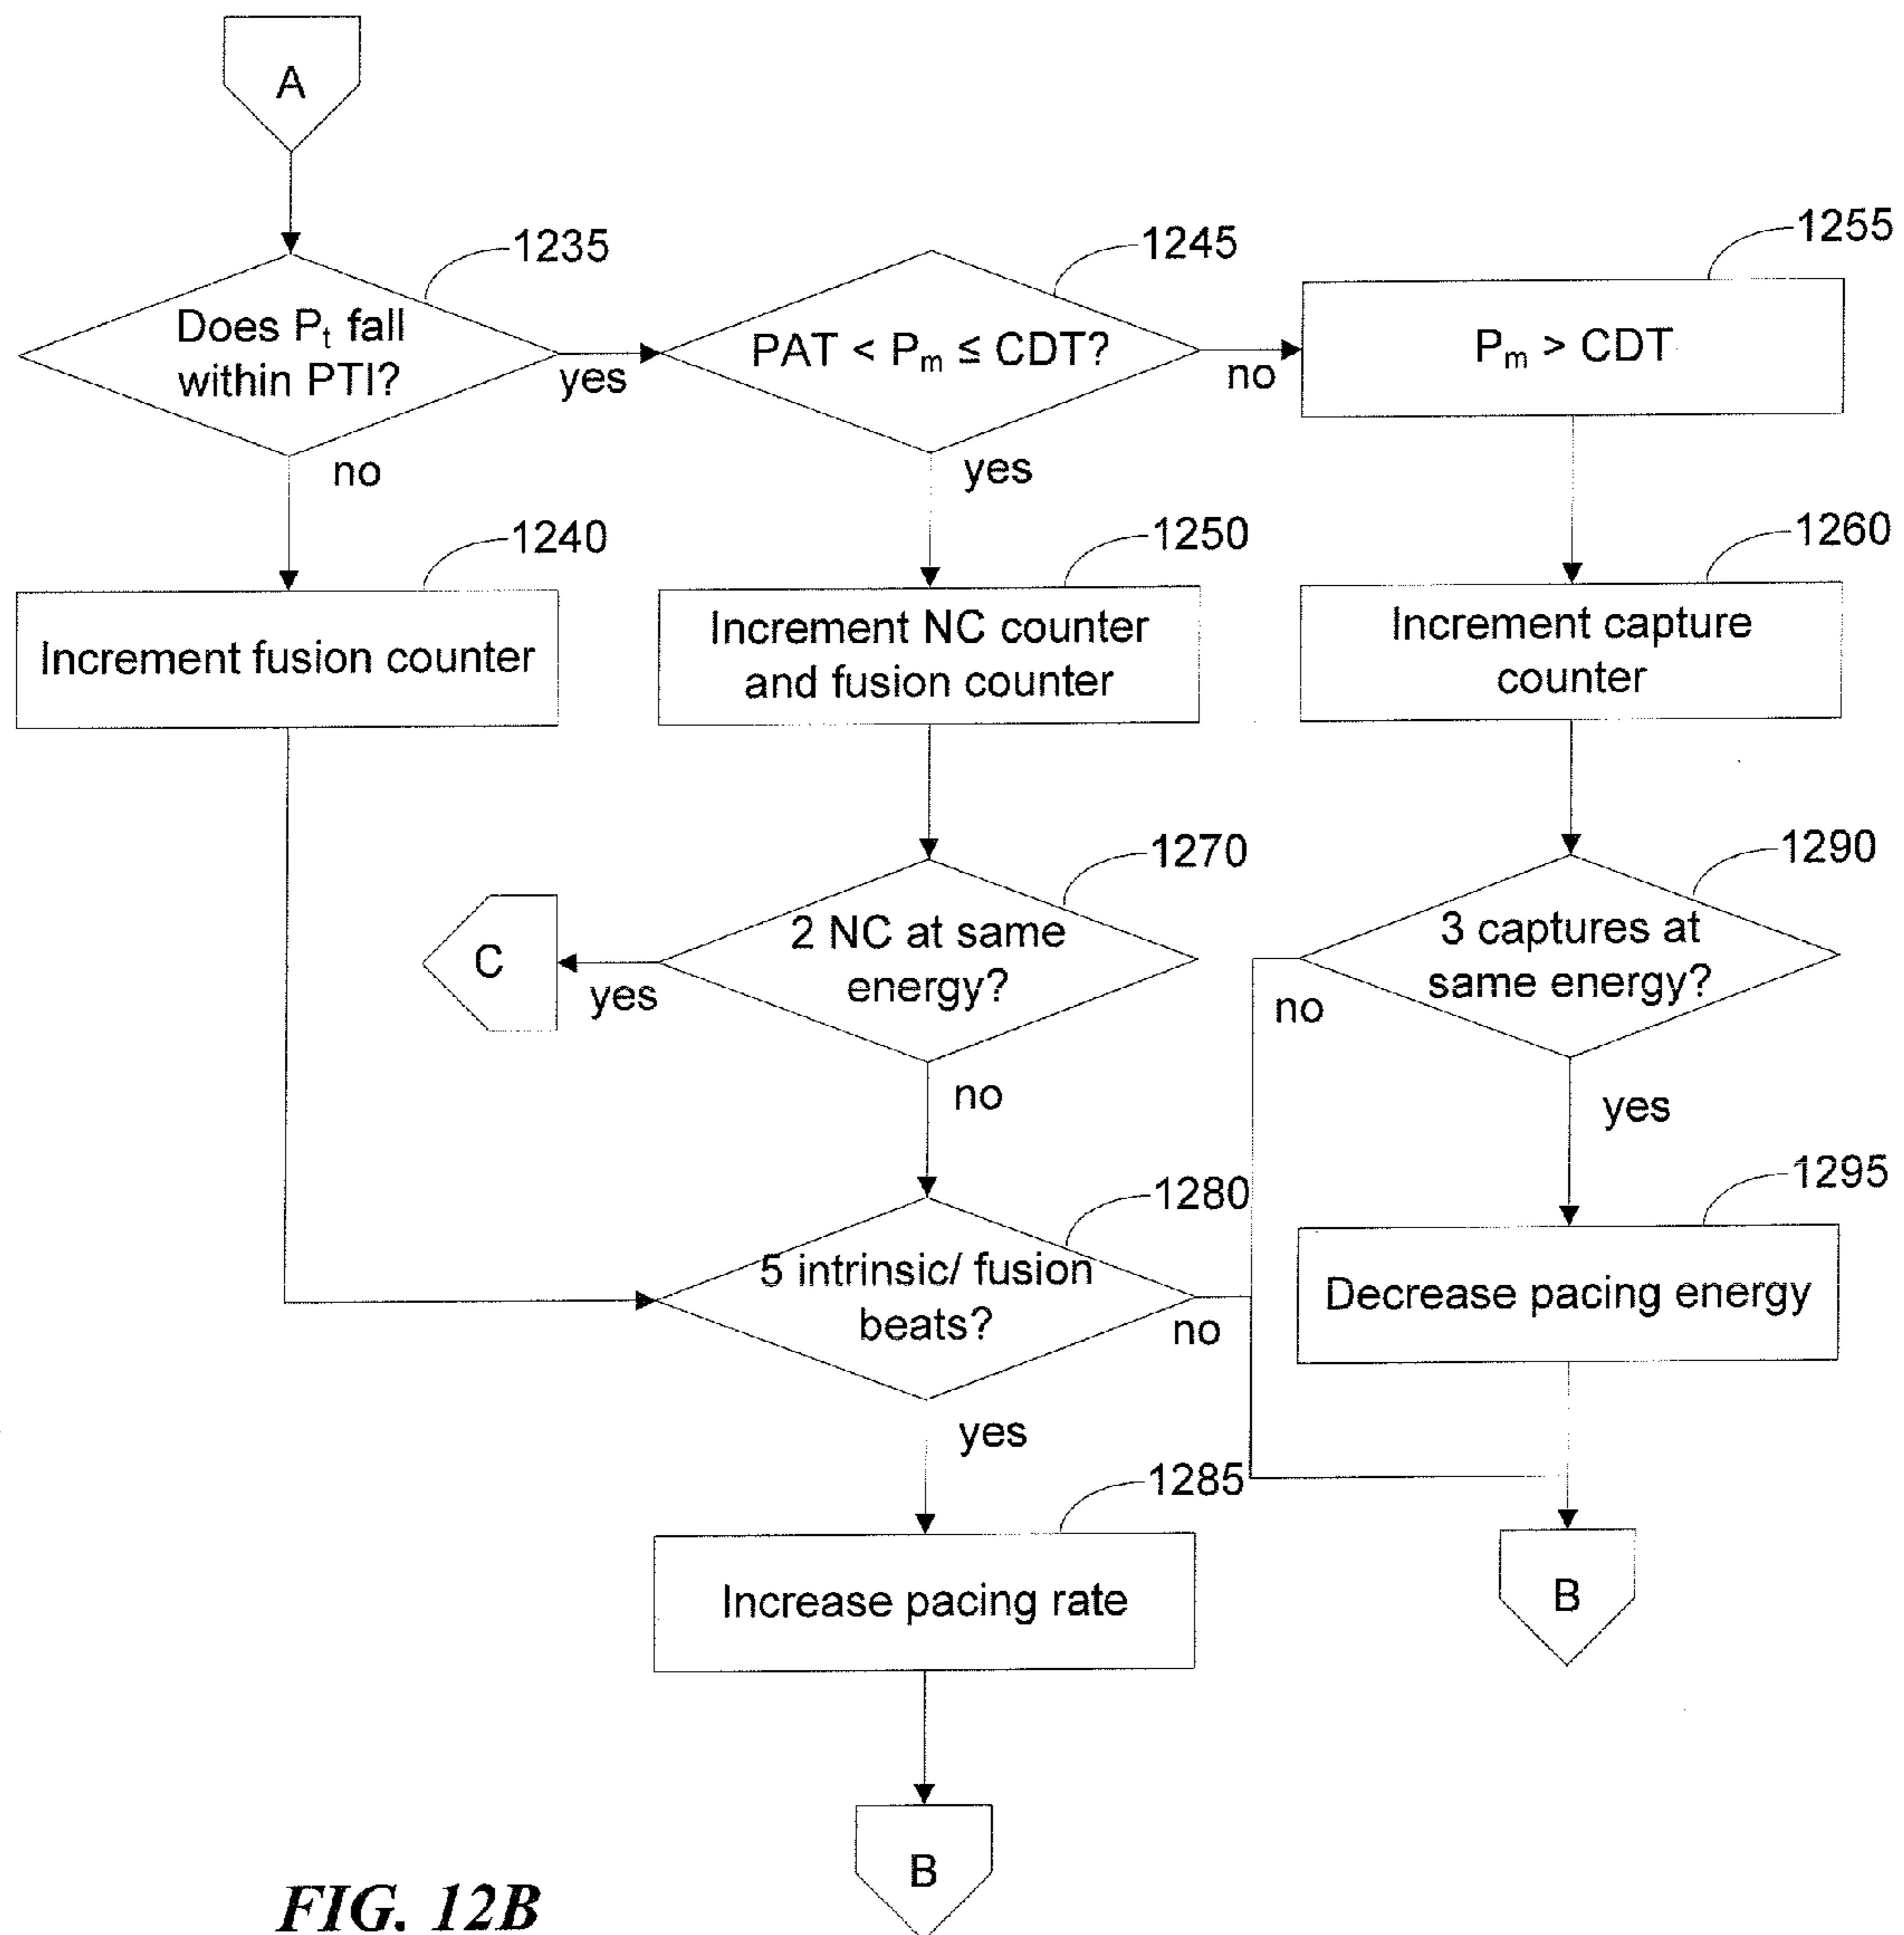 A
1235
Does Pt fall
within PTI?
yes
no
1245
PAT < Pm ≤ CDT?
no
yes
1255
Pm > CDT
1240
Increment fusion counter
1250
Increment NC counter
and fusion counter
1260
Increment capture
counter
1270
2 NC at same
energy?
yes
no
C
1290
3 captures at
same energy?
no
yes
1280
5 intrinsic/ fusion
beats?
no
yes
1295
Decrease pacing energy
1285
Increase pacing rate
B
B
FIG. 12B